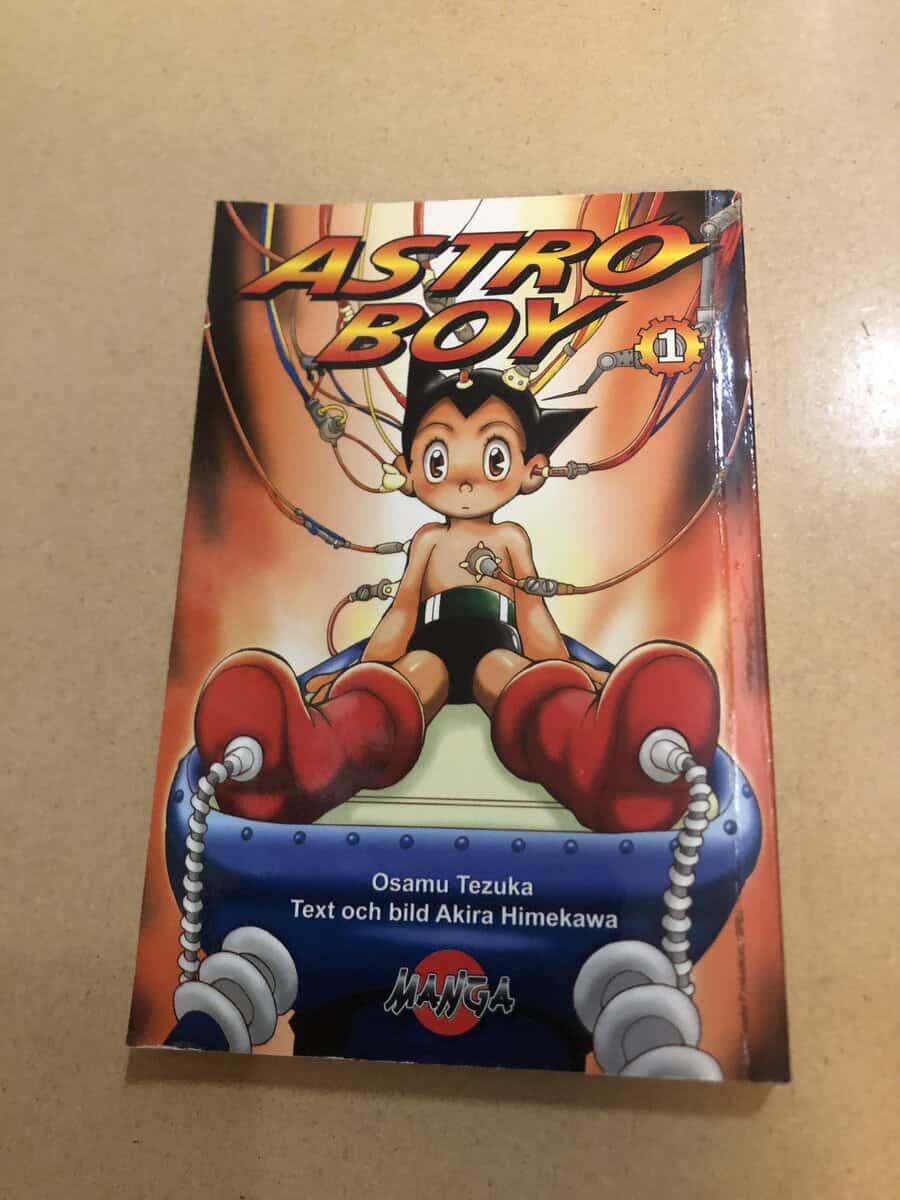 ASTRO
BOY
1
Osamu Tezuka
Text och bild Akira Himekawa
MANGA